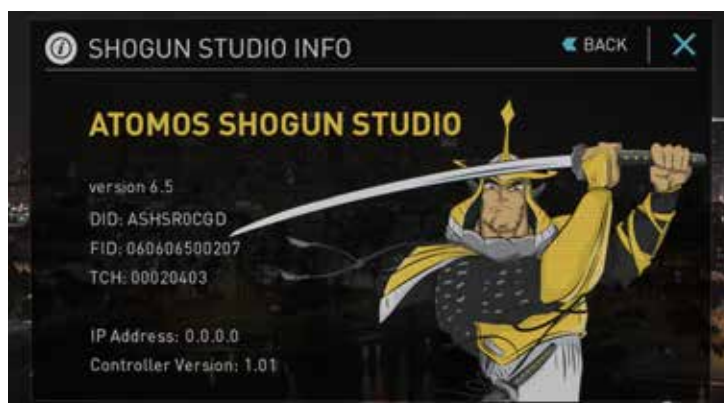 SHOGUN STUDIO INFO
BACK
ATOMOS SHOGUN STUDIO
version 6.5
DID: ASHSR0CGD
FID: 060606500207
TCH: 00020403
IP Address: 0.0.0.0
Controller Version: 1.01